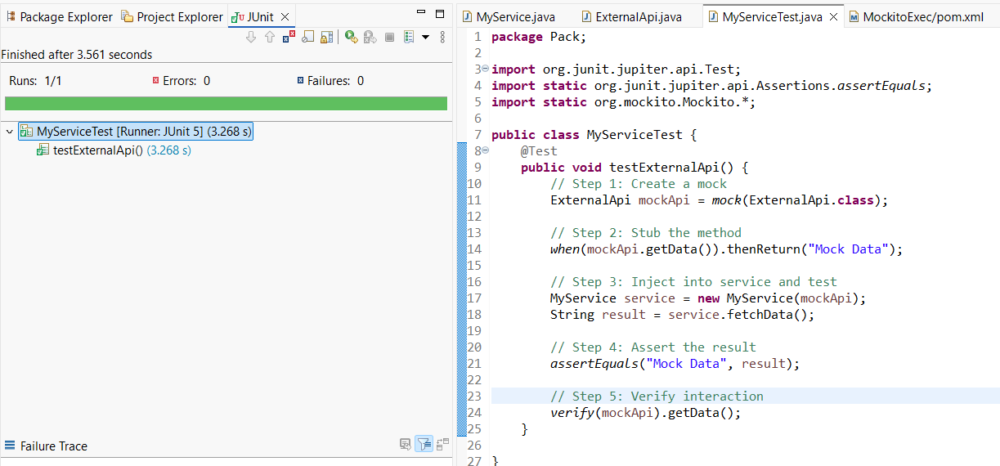 Package Explorer Project Explorer JUnit
Finished after 3.561 seconds
Runs: 1/1 Errors: 0 Failures: 0
MyServiceTest [Runner: JUnit 5] (3.268 s)
testExternalApi() (3.268 s)
Failure Trace
MyService.java ExternalApi.java MyServiceTest.java MockitoExec/pom.xml
1 package Pack;
2
3 import org.junit.jupiter.api.Test;
4 import static org.junit.jupiter.api.Assertions.assertEquals;
5 import static org.mockito.Mockito.*;
6
7 public class MyServiceTest {
8 @Test
9 public void testExternalApi() {
10 // Step 1: Create a mock
11 ExternalApi mockApi = mock(ExternalApi.class);
12
13 // Step 2: Stub the method
14 when(mockApi.getData()).thenReturn("Mock Data");
15
16 // Step 3: Inject into service and test
17 MyService service = new MyService(mockApi);
18 String result = service.fetchData();
19
20 // Step 4: Assert the result
21 assertEquals("Mock Data", result);
22
23 // Step 5: Verify interaction
24 verify(mockApi).getData();
25 }
26
27 }